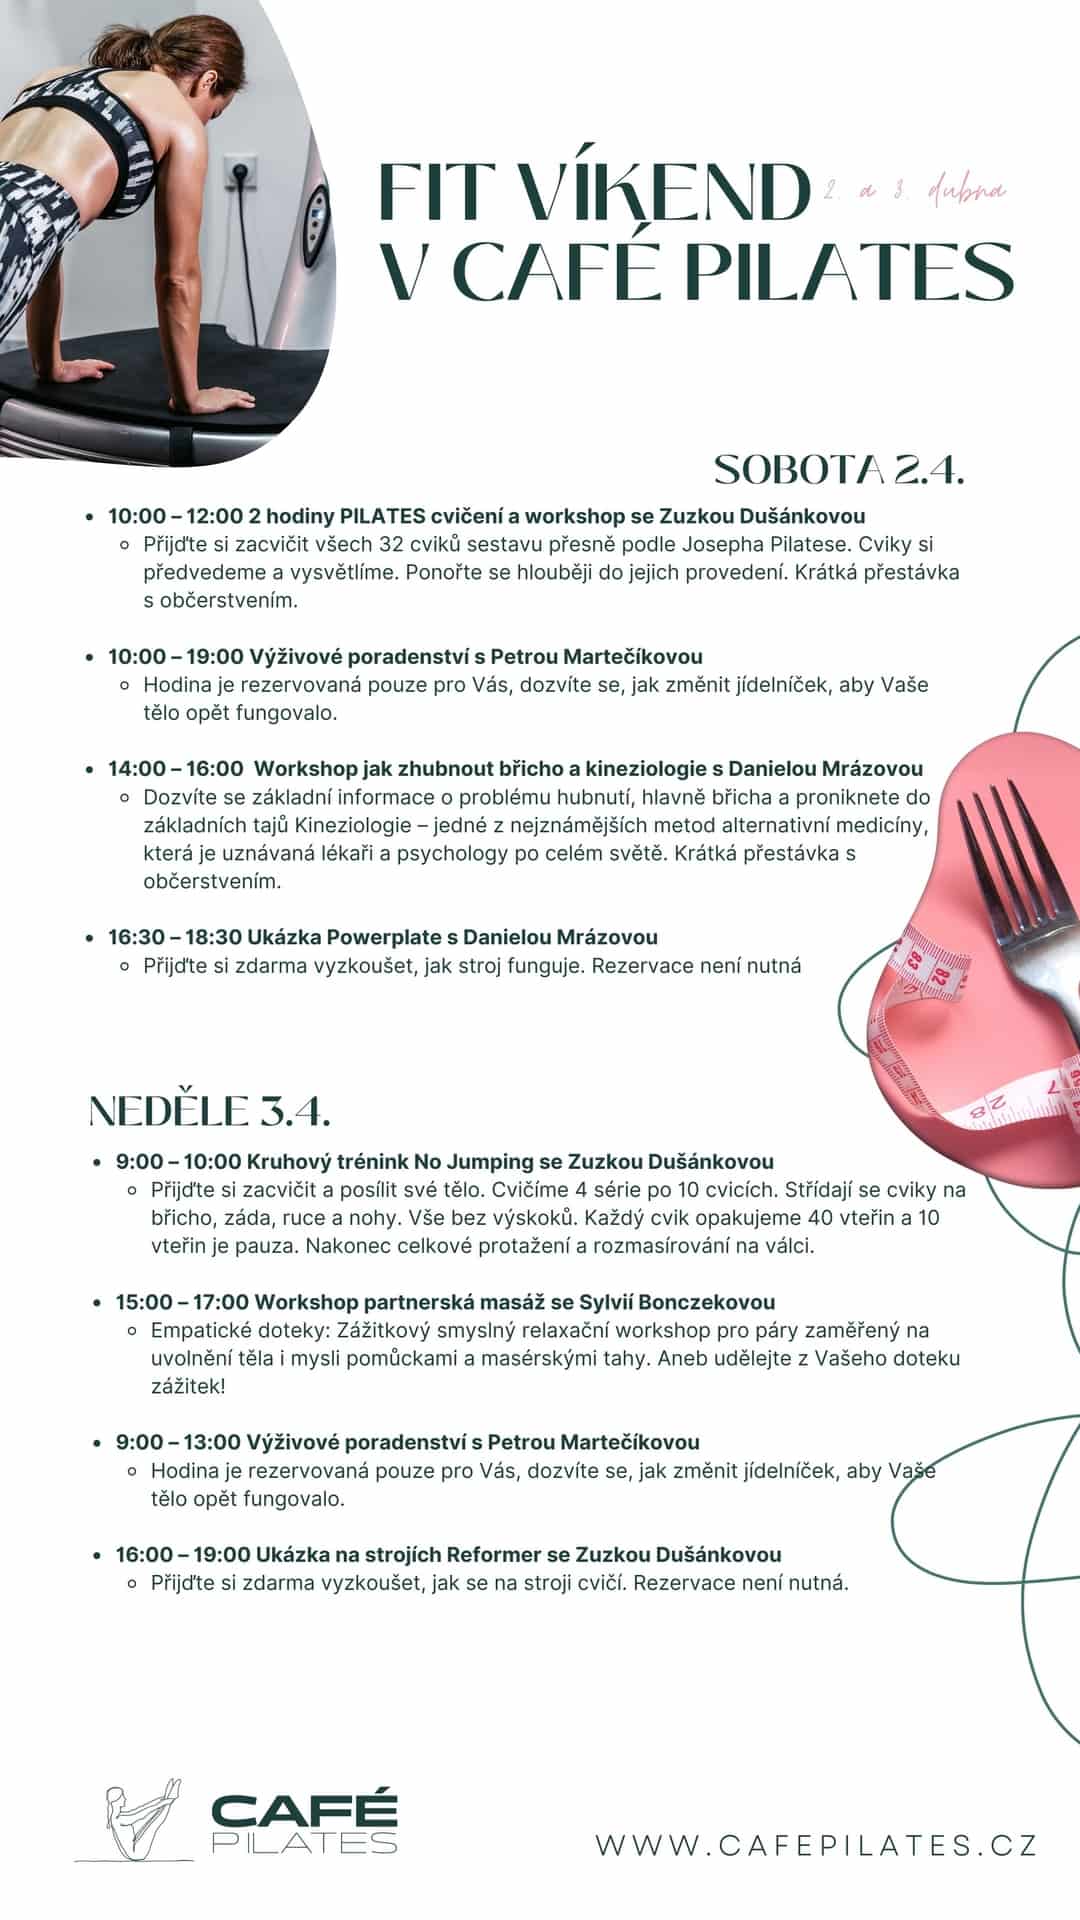 FIT VÍKEND 2. a 3. dubna
V CAFÉ PILATES
SOBOTA 2.4.
• 10:00 – 12:00 2 hodiny PILATES cvičení a workshop se Zuzkou Dušánkovou
◦ Přijďte si zacvičit všech 32 cviků sestavu přesně podle Josepha Pilatese. Cviky si
předvedeme a vysvětlíme. Ponořte se hlouběji do jejich provedení. Krátká přestávka
s občerstvením.
• 10:00 – 19:00 Výživové poradenství s Petrou Martečíkovou
◦ Hodina je rezervovaná pouze pro Vás, dozvíte se, jak změnit jídelníček, aby Vaše
tělo opět fungovalo.
• 14:00 – 16:00 Workshop jak zhubnout břicho a kineziologie s Danielou Mrázovou
◦ Dozvíte se základní informace o problému hubnutí, hlavně břicha a proniknete do
základních tajů Kineziologie – jedné z nejznámějších metod alternativní medicíny,
která je uznávaná lékaři a psychology po celém světě. Krátká přestávka s
občerstvením.
• 16:30 – 18:30 Ukázka Powerplate s Danielou Mrázovou
◦ Přijďte si zdarma vyzkoušet, jak stroj funguje. Rezervace není nutná
83 82
28 7
NEDĚLE 3.4.
• 9:00 – 10:00 Kruhový trénink No Jumping se Zuzkou Dušánkovou
◦ Přijďte si zacvičit a posílit své tělo. Cvičíme 4 série po 10 cvicích. Střídají se cviky na
břicho, záda, ruce a nohy. Vše bez výskoků. Každý cvik opakujeme 40 vteřin a 10
vteřin je pauza. Nakonec celkové protažení a rozmasírování na válci.
• 15:00 – 17:00 Workshop partnerská masáž se Sylvií Bonczekovou
◦ Empatické doteky: Zážitkový smyslný relaxační workshop pro páry zaměřený na
uvolnění těla i mysli pomůckami a masérskými tahy. Aneb udělejte z Vašeho doteku
zážitek!
• 9:00 – 13:00 Výživové poradenství s Petrou Martečíkovou
◦ Hodina je rezervovaná pouze pro Vás, dozvíte se, jak změnit jídelníček, aby Vaše
tělo opět fungovalo.
• 16:00 – 19:00 Ukázka na strojích Reformer se Zuzkou Dušánkovou
◦ Přijďte si zdarma vyzkoušet, jak se na stroji cvičí. Rezervace není nutná.
CAFÉ
PILATES
WWW.CAFEPILATES.CZ